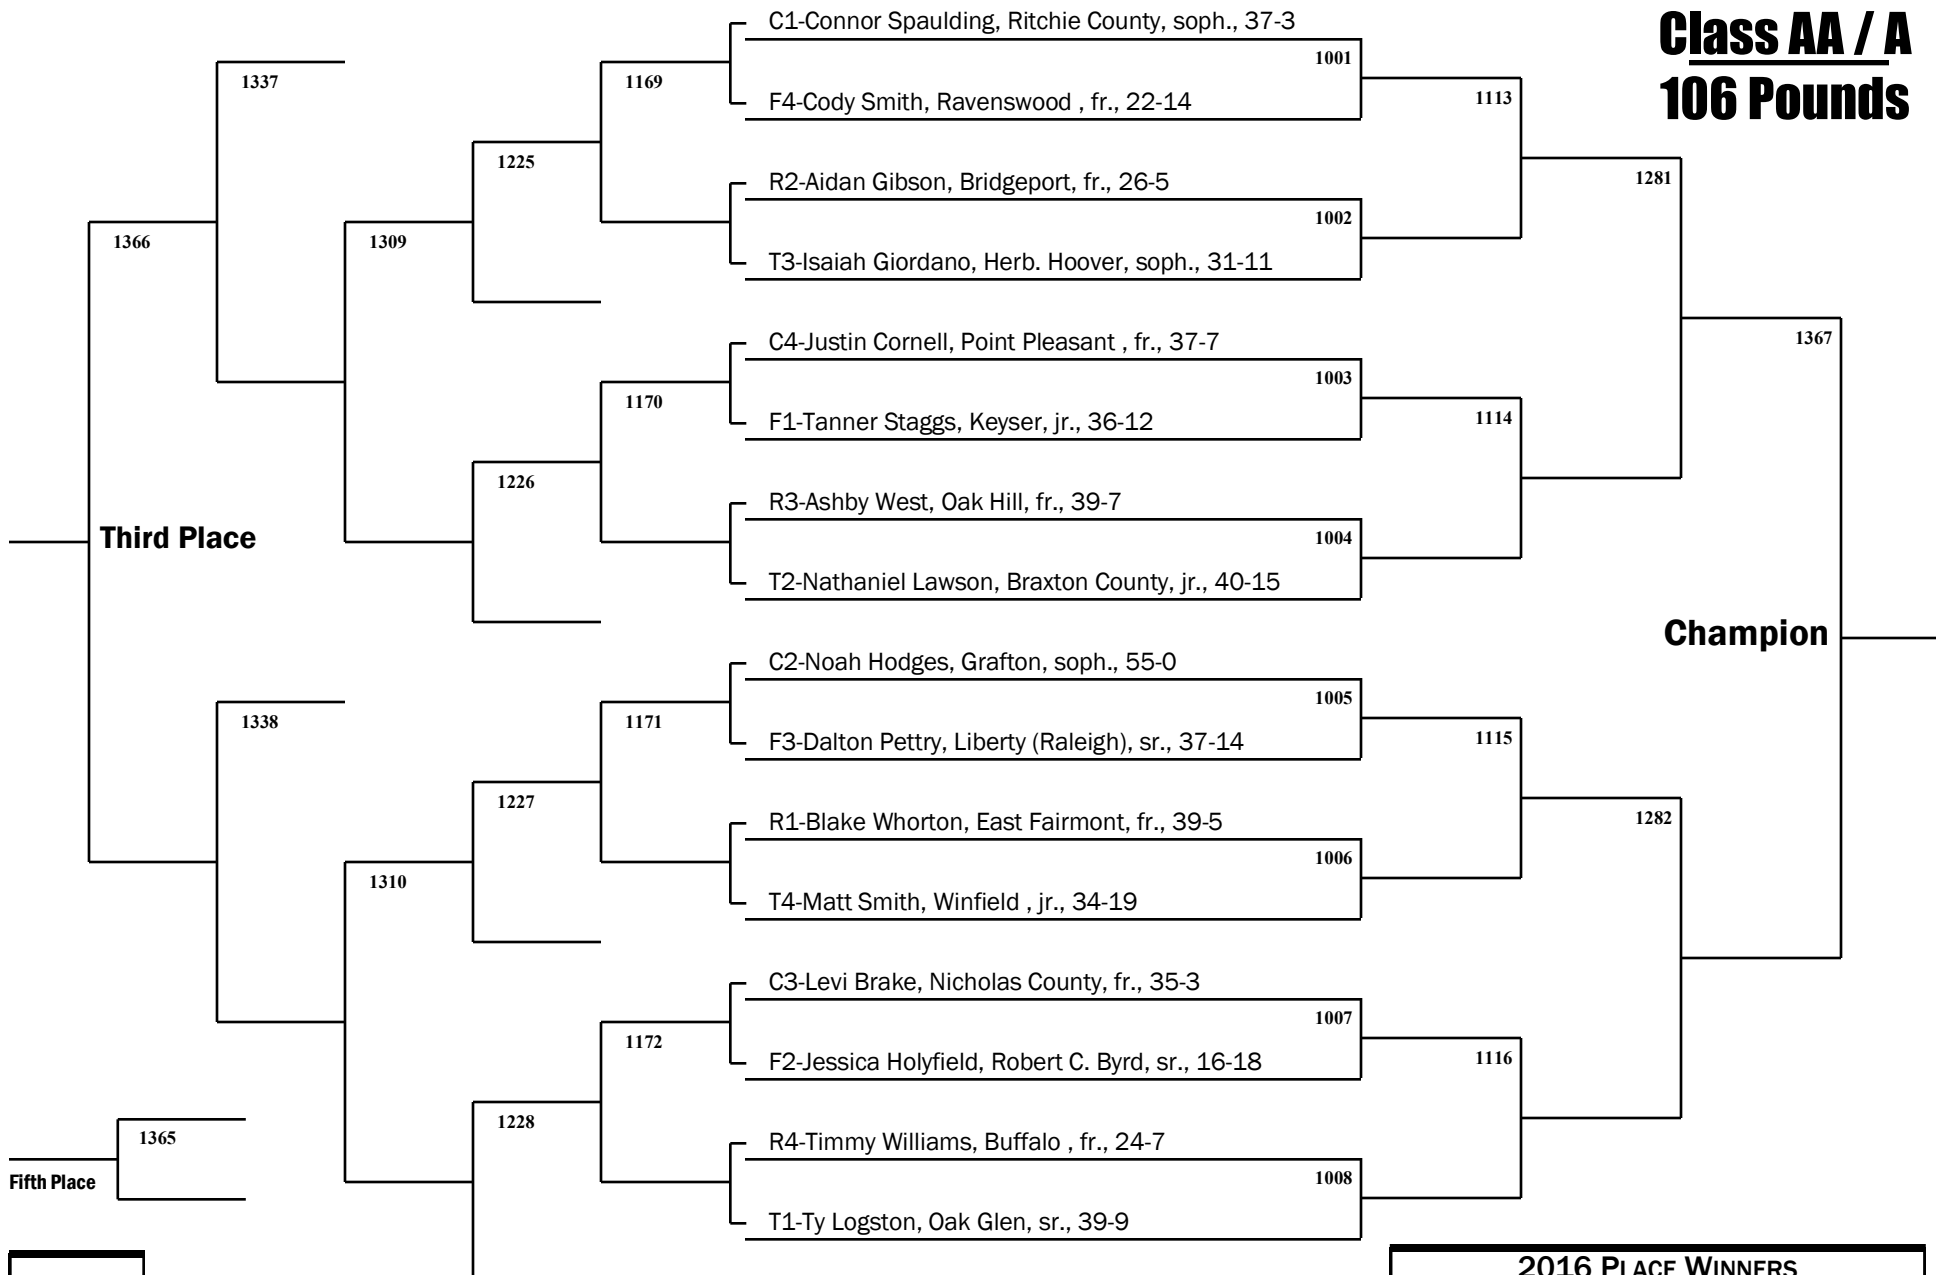 Class AA / A
106 Pounds
C1-Connor Spaulding, Ritchie County, soph., 37-3
1001
1337
1169
1113
F4-Cody Smith, Ravenswood , fr., 22-14
1225
1281
R2-Aidan Gibson, Bridgeport, fr., 26-5
1002
1366
1309
T3-Isaiah Giordano, Herb. Hoover, soph., 31-11
C4-Justin Cornell, Point Pleasant , fr., 37-7
1367
1003
1170
1114
F1-Tanner Staggs, Keyser, jr., 36-12
1226
R3-Ashby West, Oak Hill, fr., 39-7
1004
Third Place
T2-Nathaniel Lawson, Braxton County, jr., 40-15
Champion
C2-Noah Hodges, Grafton, soph., 55-0
1005
1338
1171
1115
F3-Dalton Pettry, Liberty (Raleigh), sr., 37-14
1227
1282
R1-Blake Whorton, East Fairmont, fr., 39-5
1006
1310
T4-Matt Smith, Winfield , jr., 34-19
C3-Levi Brake, Nicholas County, fr., 35-3
1007
1172
1116
F2-Jessica Holyfield, Robert C. Byrd, sr., 16-18
1228
1365
R4-Timmy Williams, Buffalo , fr., 24-7
1008
Fifth Place
T1-Ty Logston, Oak Glen, sr., 39-9
2016 PLACE WINNERS